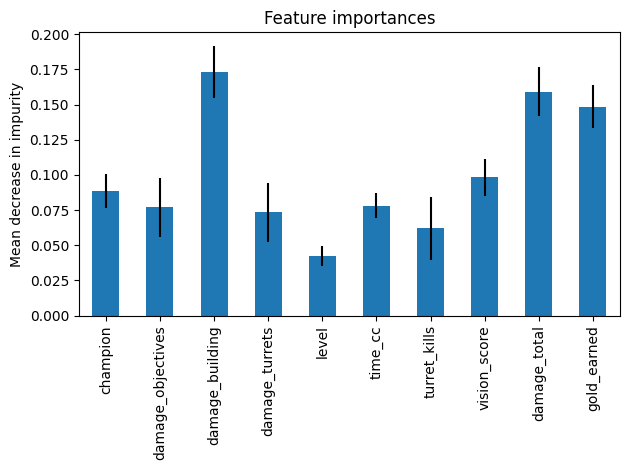 Feature importances
Mean decrease in impurity
0.200
0.175
0.150
0.125
0.100
0.075
0.050
0.025
0.000
champion
damage_objectives
damage_building
damage_turrets
level
time_cc
turret_kills
vision_score
damage_total
gold_earned